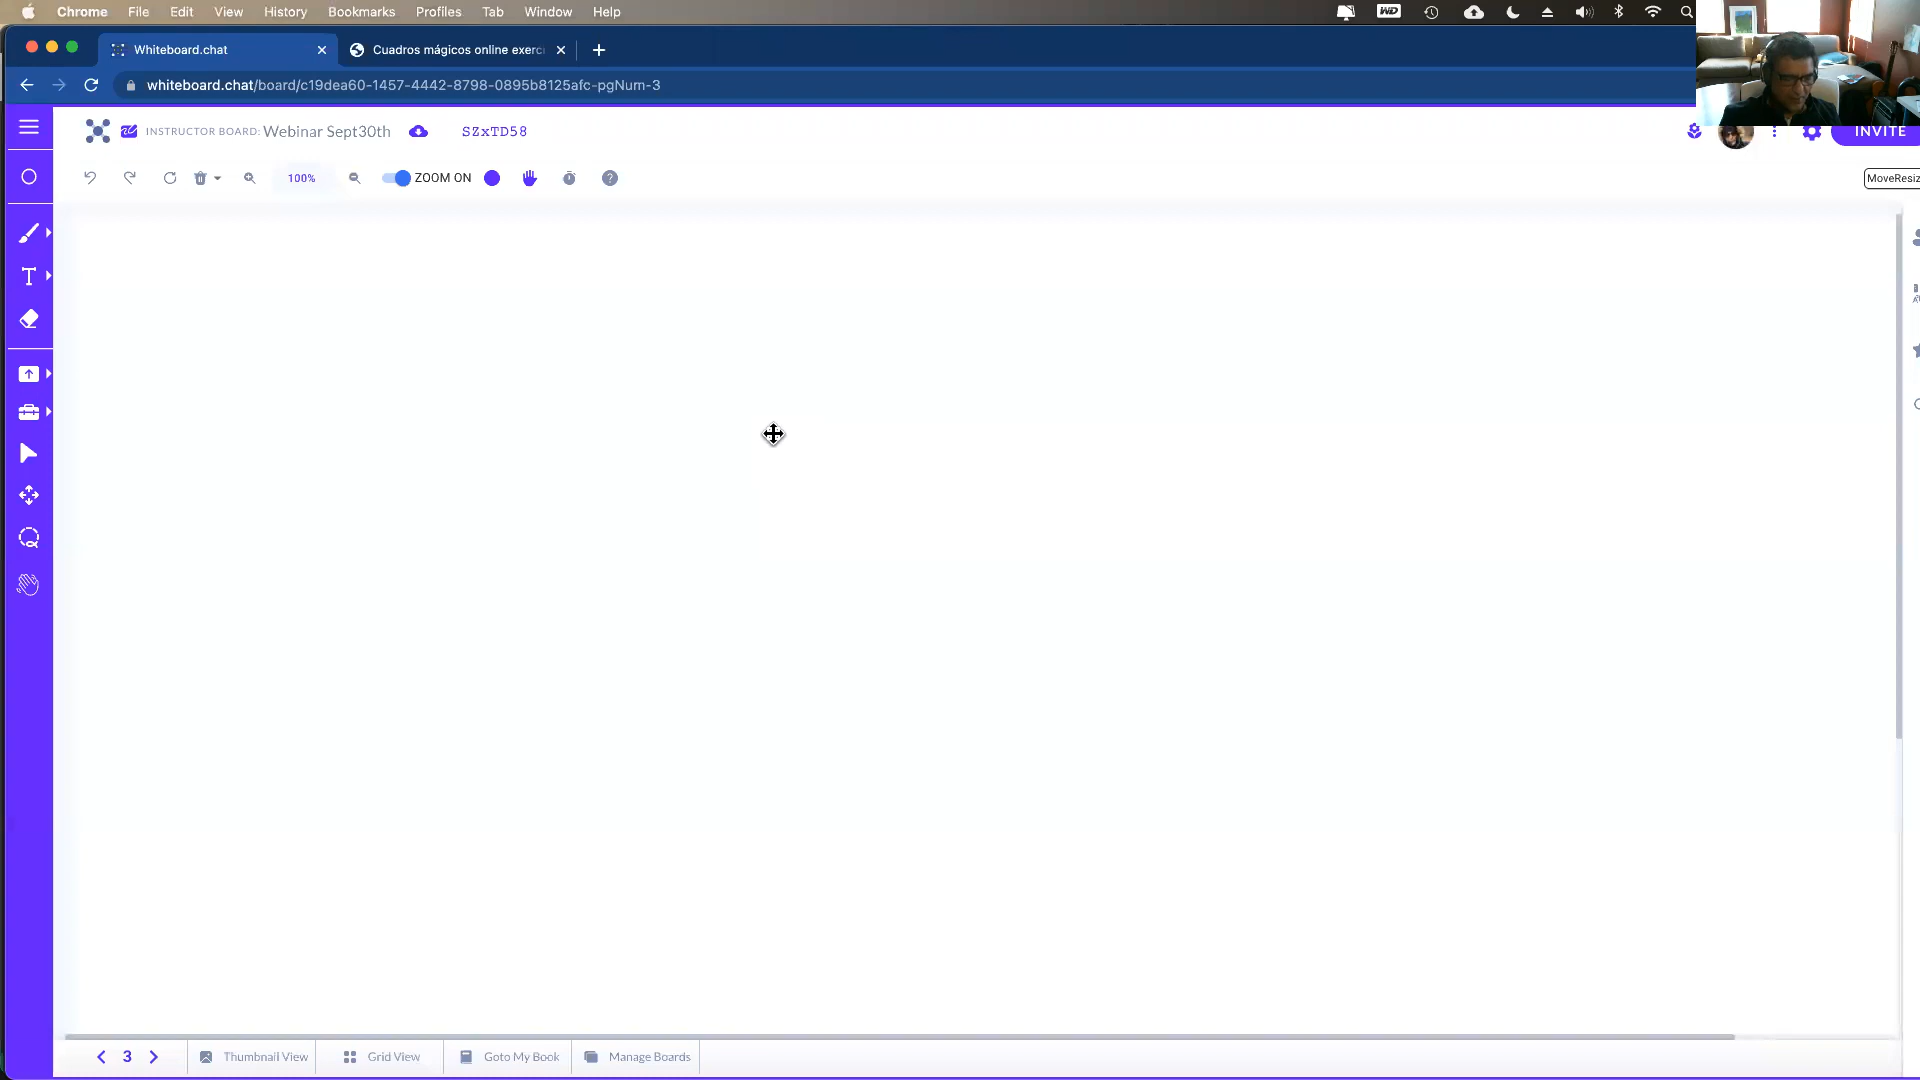 Chrome File Edit View History Bookmarks Profiles Tab Window Help WD
Whiteboard.chat Cuadros mágicos online exerc
whiteboard.chat/board/c19dea60-1457-4442-8798-0895b8125afc-pgNum-3
INSTRUCTOR BOARD: Webinar Sept30th SZxTD58 INVITE
100% ZOOM ON MoveResiz
T
3 Thumbnail View Grid View Goto My Book Manage Boards